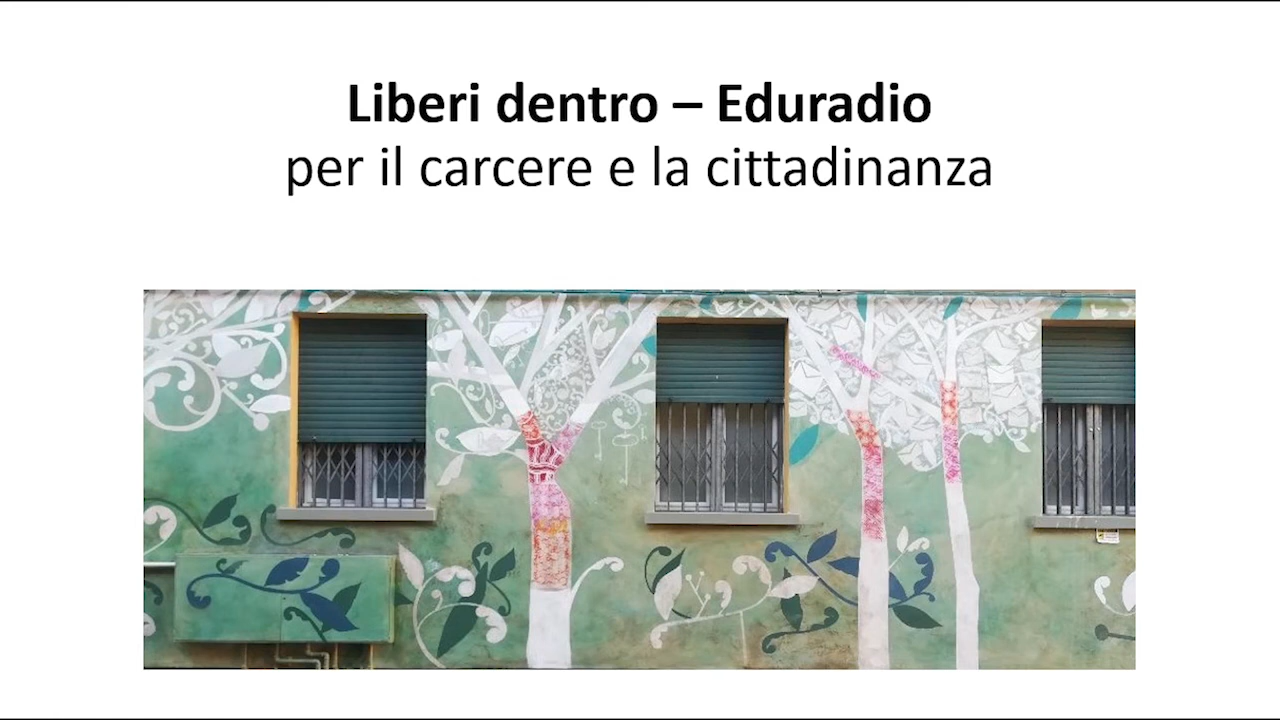 Liberi dentro – Eduradio
per il carcere e la cittadinanza